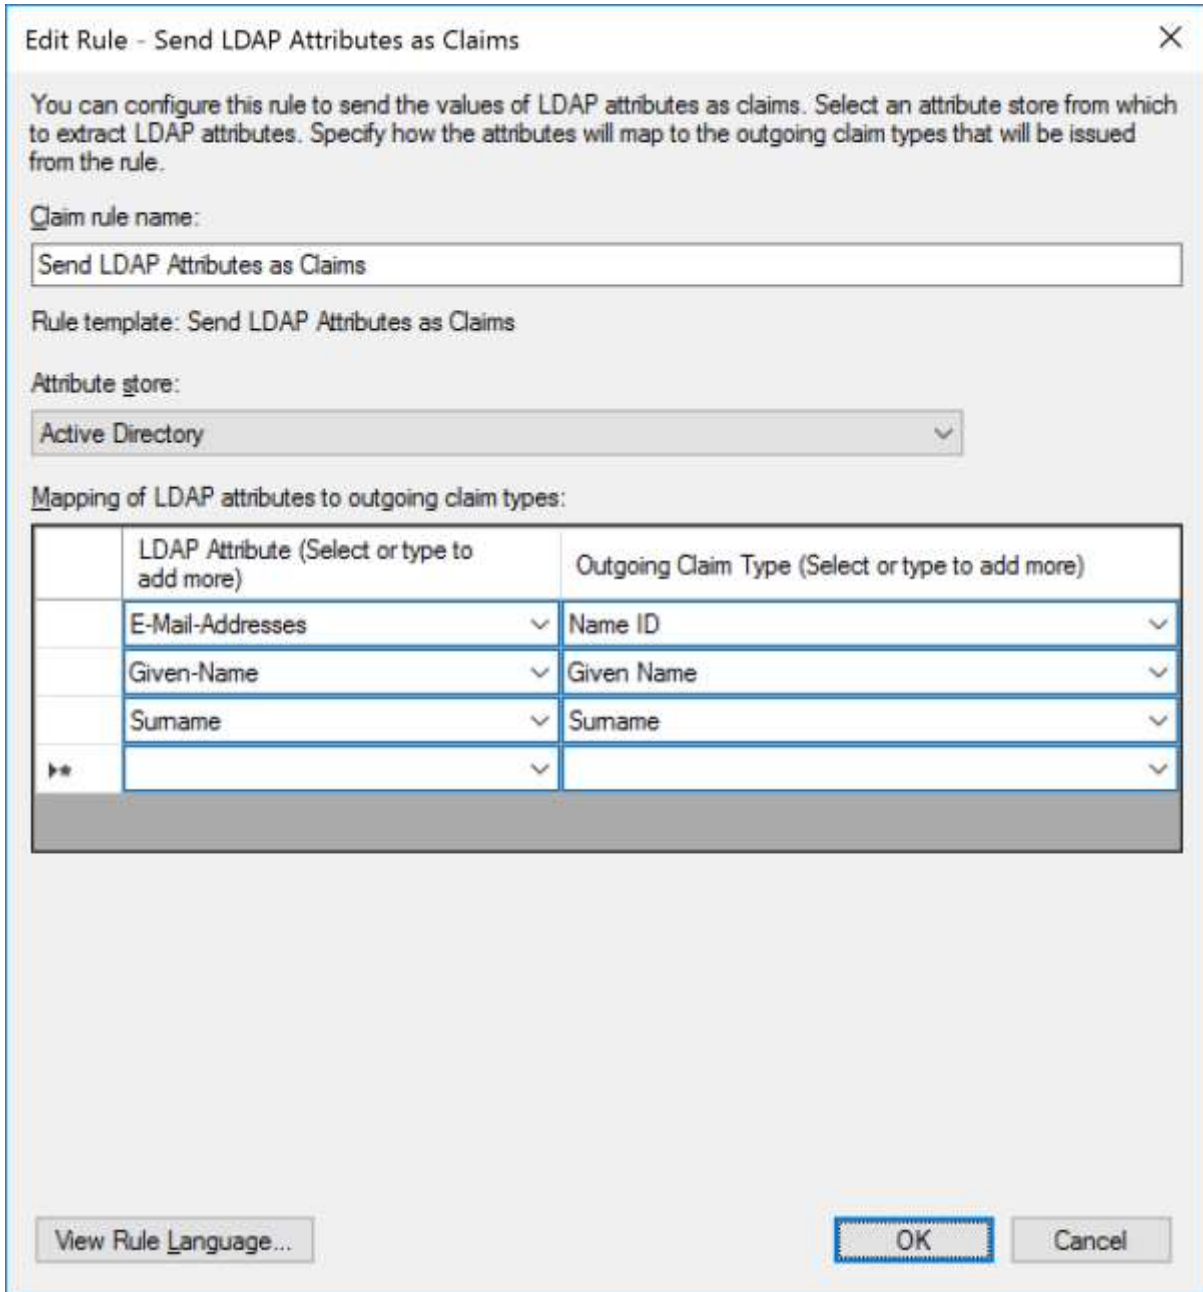 Edit Rule - Send LDAP Attributes as Claims
You can configure this rule to send the values of LDAP attributes as claims. Select an attribute store from which
to extract LDAP attributes. Specify how the attributes will map to the outgoing claim types that will be issued
from the rule.
Claim rule name:
Send LDAP Attributes as Claims
Rule template: Send LDAP Attributes as Claims
Attribute store:
Active Directory
Mapping of LDAP attributes to outgoing claim types:
LDAP Attribute (Select or type to
add more)
Outgoing Claim Type (Select or type to add more)
E-Mail-Addresses Name ID
Given-Name Given Name
Surname Surname
View Rule Language... OK Cancel